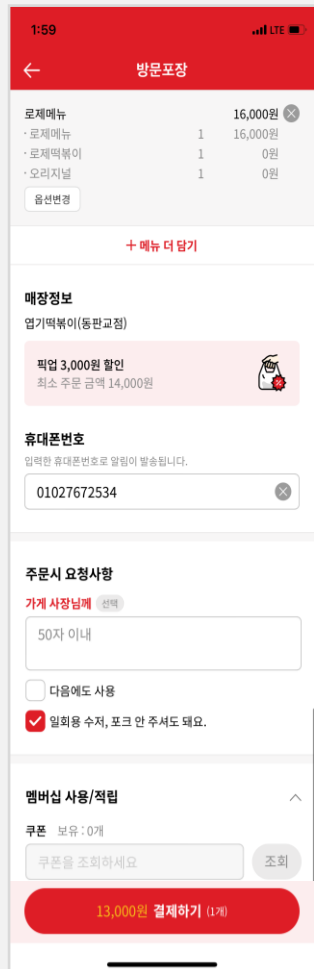 1:59 LTE
방문포장
로제메뉴 16,000원
· 로제메뉴 1 16,000원
· 로제떡볶이 1 0원
· 오리지널 1 0원
옵션변경
+ 메뉴 더 담기
매장정보
엽기떡볶이(동판교점)
픽업 3,000원 할인
최소 주문 금액 14,000원
휴대폰번호
입력한 휴대폰번호로 알림이 발송됩니다.
01027672534
주문시 요청사항
가게 사장님께 선택
50자 이내
다음에도 사용
일회용 수저, 포크 안 주셔도 돼요.
멤버십 사용/적립
쿠폰 보유 : 0개
쿠폰을 조회하세요 조회
13,000원 결제하기 (1개)